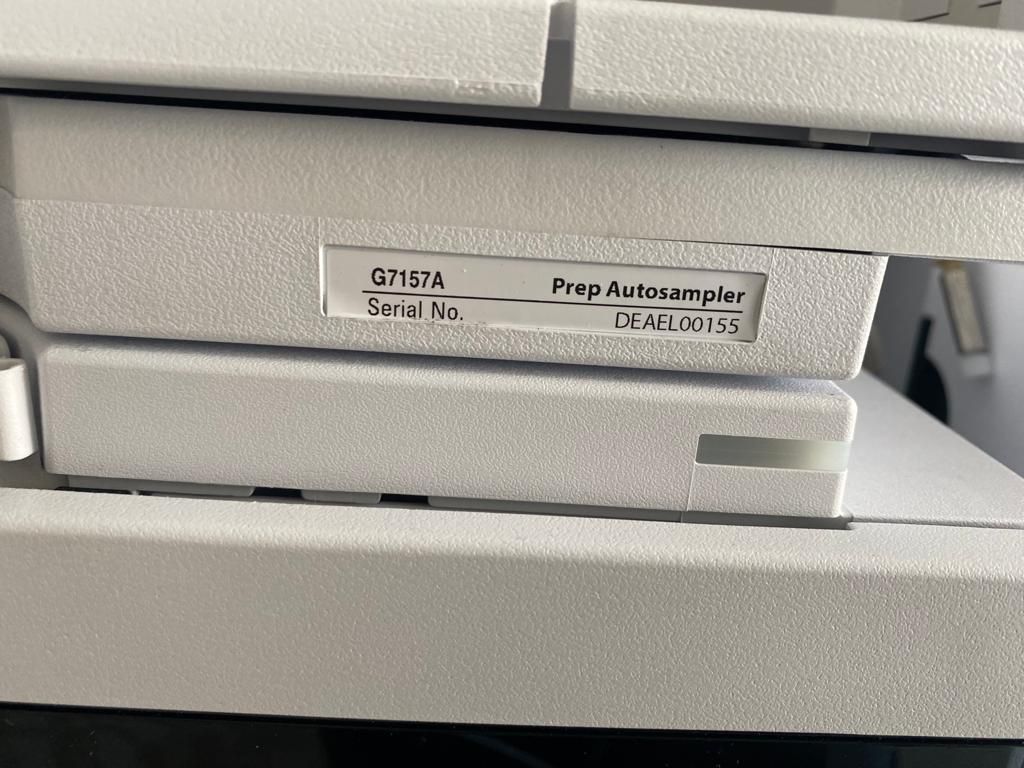 G7157A Prep Autosampler
Serial No. DEAEL00155